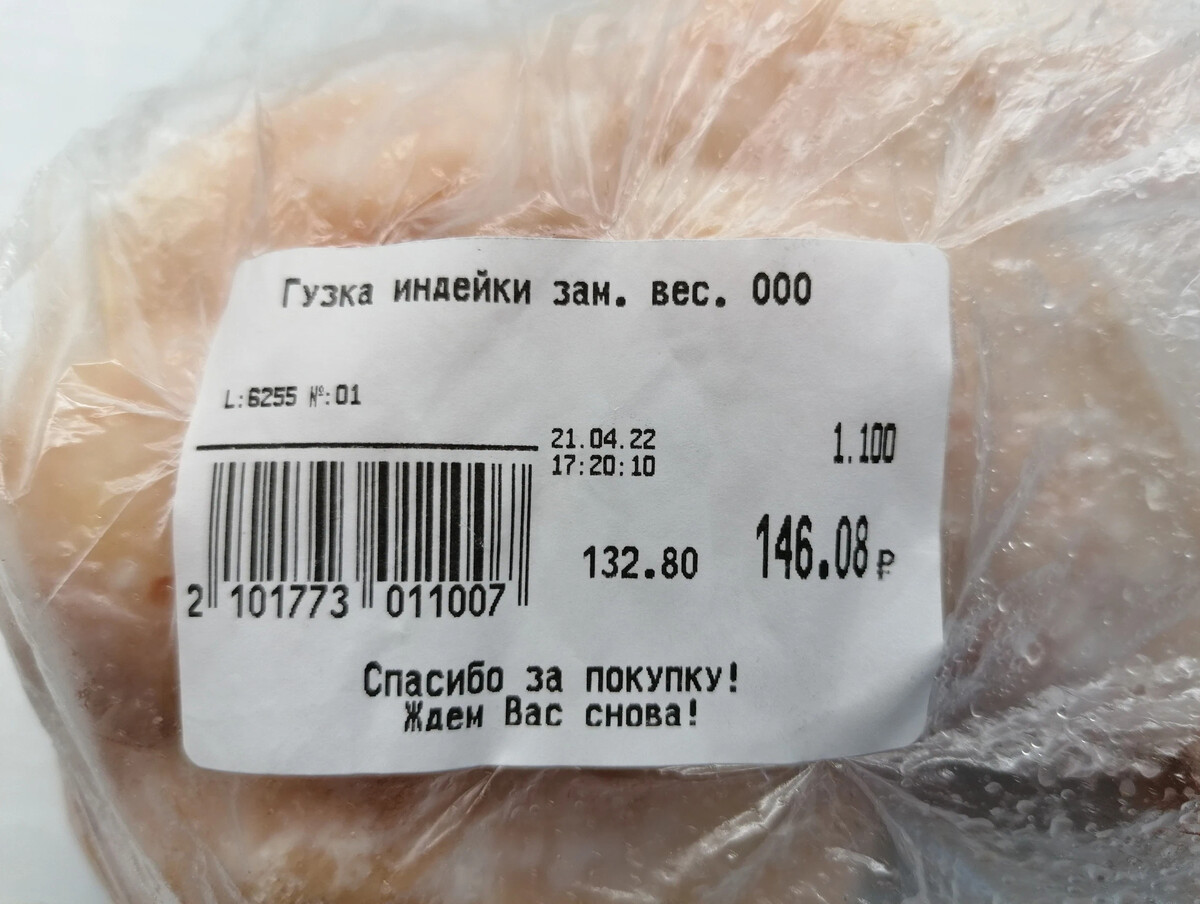 Гузка индейки зам. вес. ООО
L:6255 №:01
21.04.22
17:20:10
1.100
132.80
146.08₽
2 101773 011007
Спасибо за покупку!
Ждем Вас снова!